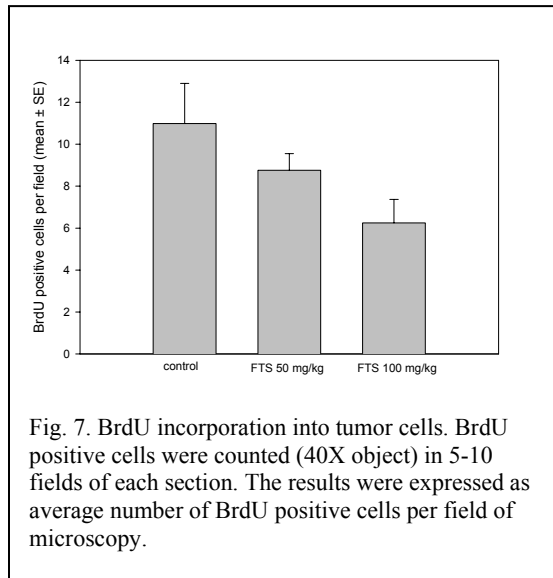 BrdU positive cells per field (mean ± SE)
14
12
10
8
6
4
2
0
control
FTS 50 mg/kg
FTS 100 mg/kg
Fig. 7. BrdU incorporation into tumor cells. BrdU
positive cells were counted (40X object) in 5-10
fields of each section. The results were expressed as
average number of BrdU positive cells per field of
microscopy.